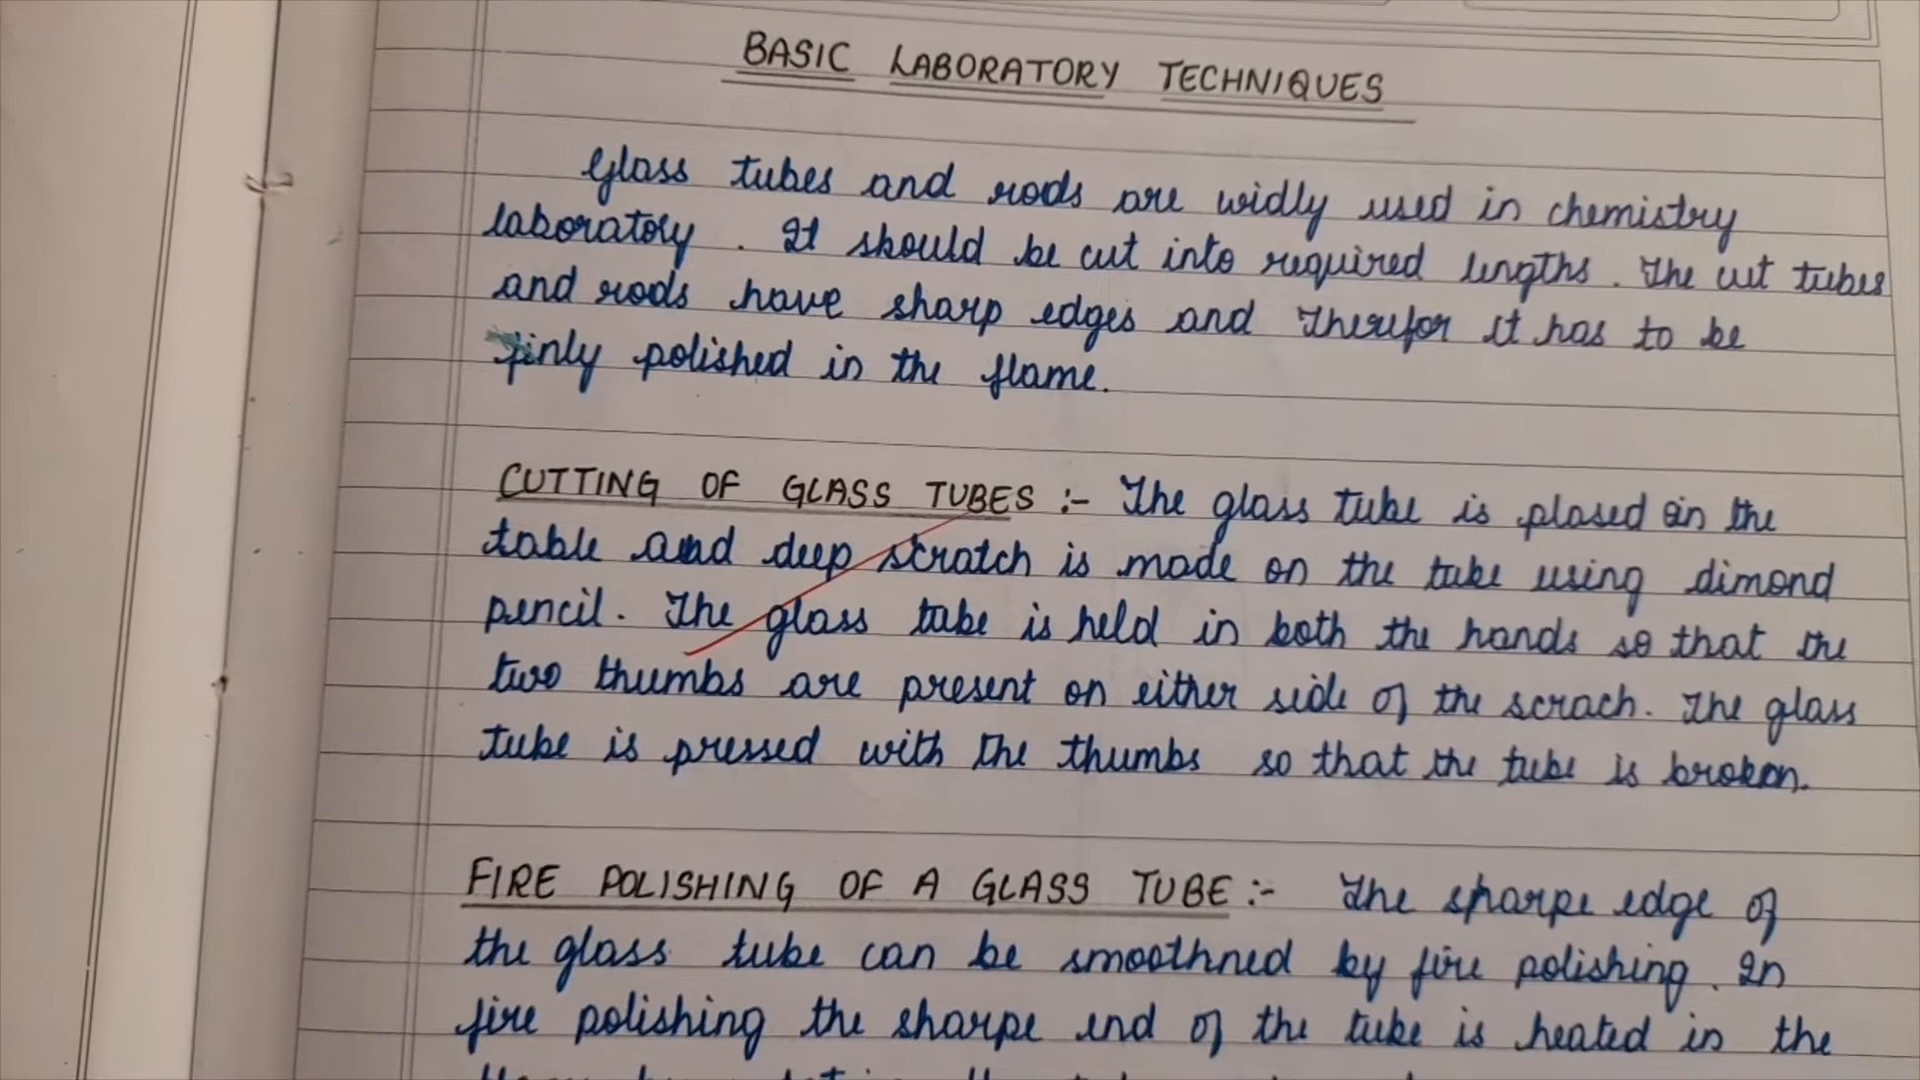 BASIC LABORATORY TECHNIQUES
Glass tubes and rods are widly used in chemistry
laboratory. It should be cut into required lengths. The cut tubes
and rods have sharp edges and therefor it has to be
finly polished in the flame.
CUTTING OF GLASS TUBES :- The glass tube is plased in the
table and deep scratch is made on the tube using dimond
pencil. The glass tube is held in both the hands so that the
two thumbs are present on either side of the scrach. The glass
tube is pressed with the thumbs so that the tube is broken.
FIRE POLISHING OF A GLASS TUBE :- The sharpe edge of
the glass tube can be smoothned by fire polishing. In
fire polishing the sharpe end of the tube is heated in the